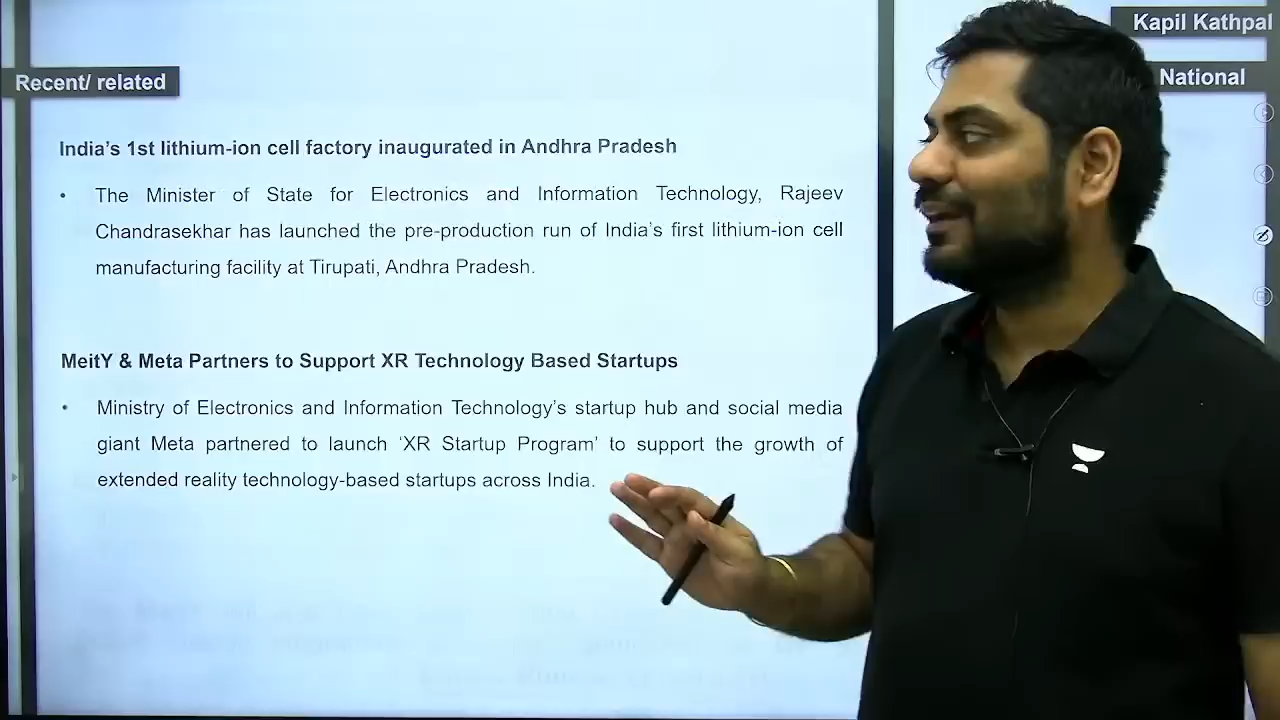 Kapil Kathpal
Recent/ related
National
India’s 1st lithium-ion cell factory inaugurated in Andhra Pradesh
• The Minister of State for Electronics and Information Technology, Rajeev
Chandrasekhar has launched the pre-production run of India’s first lithium-ion cell
manufacturing facility at Tirupati, Andhra Pradesh.
MeitY & Meta Partners to Support XR Technology Based Startups
• Ministry of Electronics and Information Technology’s startup hub and social media
giant Meta partnered to launch ‘XR Startup Program’ to support the growth of
extended reality technology-based startups across India.